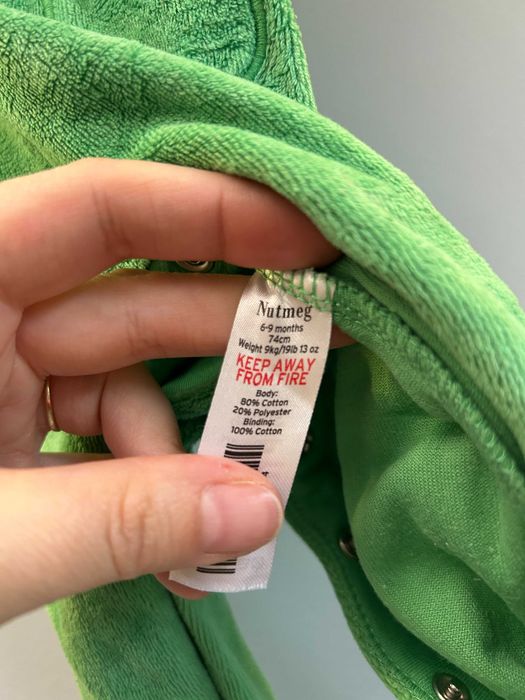 Nutmeg
6-9 months
74cm
Weight 9kg/19lb 13 oz
KEEP AWAY
FROM FIRE
Body:
80% Cotton
20% Polyester
Binding:
100% Cotton